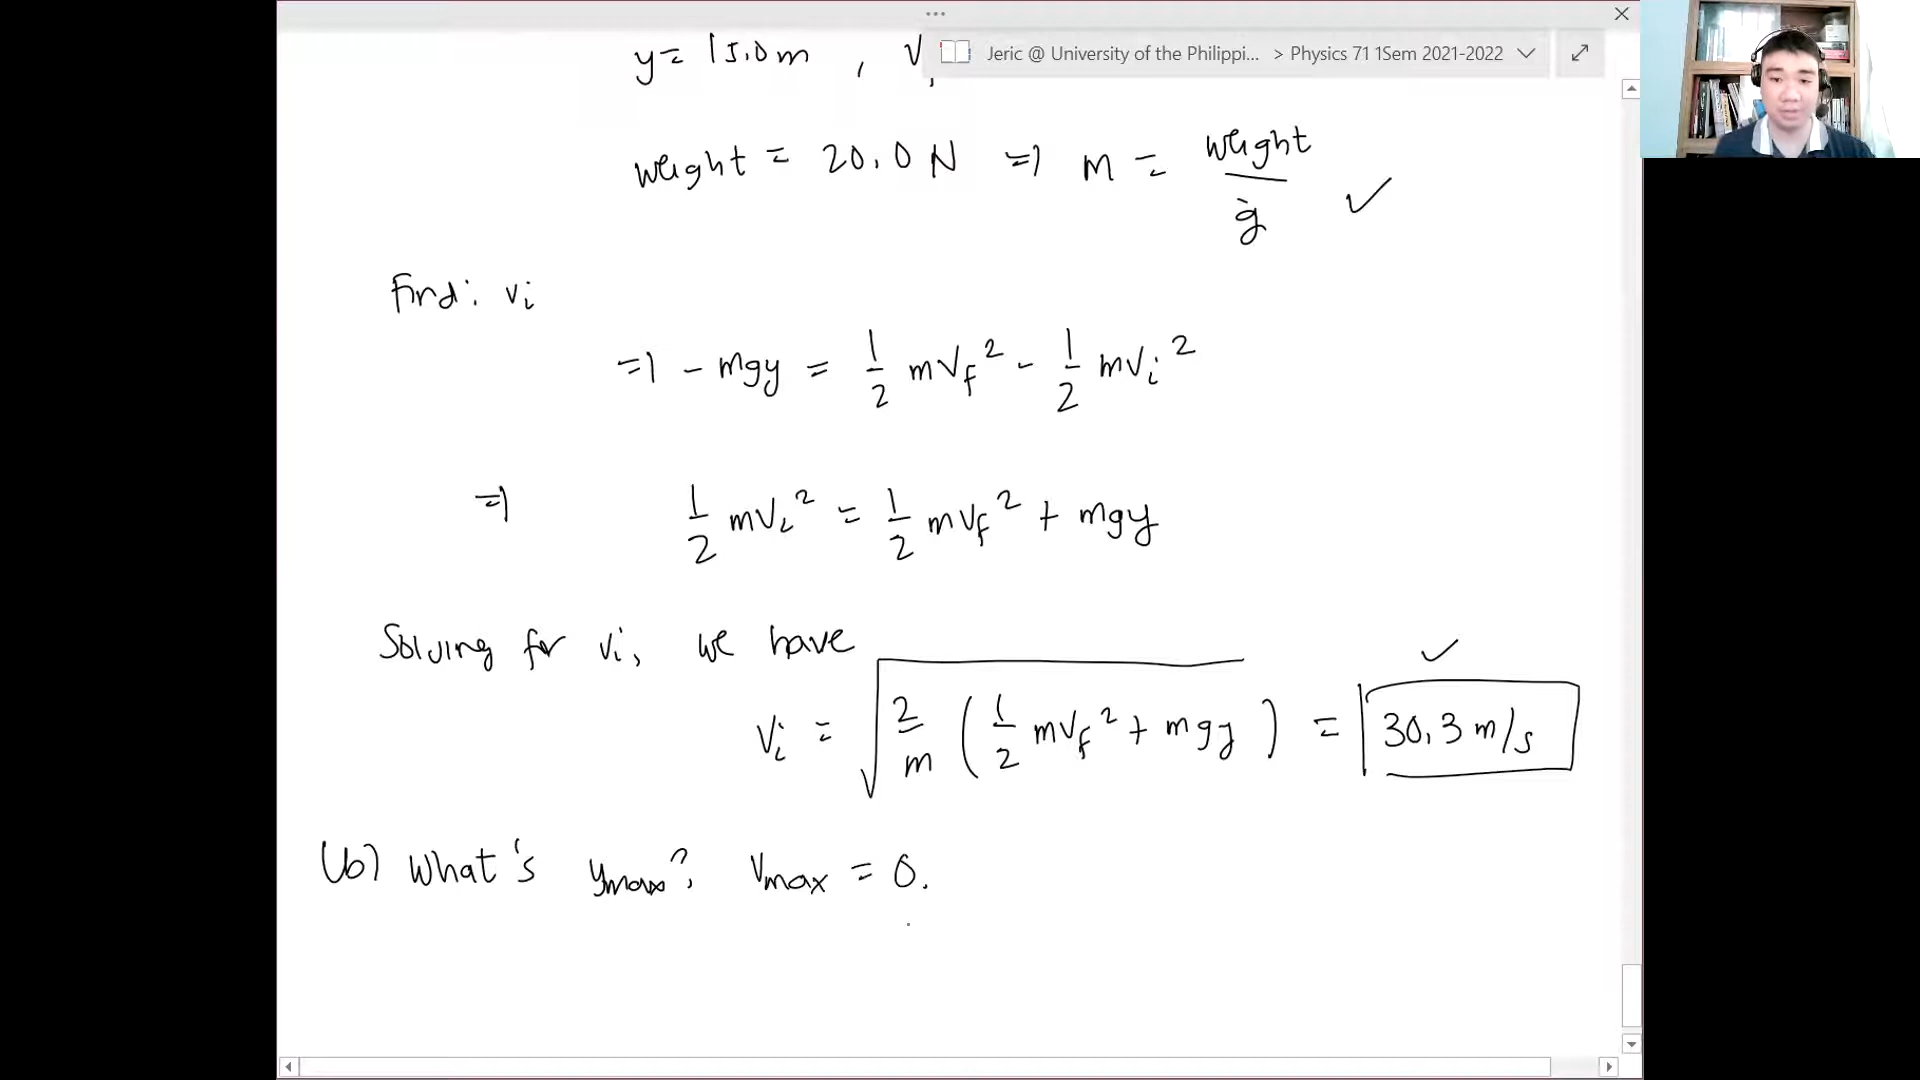 ...
Jeric @ University of the Philippi... > Physics 71 1Sem 2021-2022
y = 15.0 m , v
weight = 20.0 N => m = weight / g ✓
Find: vi
=> - mgy = 1/2 mvf² - 1/2 mvi²
=> 1/2 mvi² = 1/2 mvf² + mgy
Solving for vi, we have
vi = √(2/m (1/2 mvf² + mgy)) = 30.3 m/s ✓
(b) What's ymax? vmax = 0.